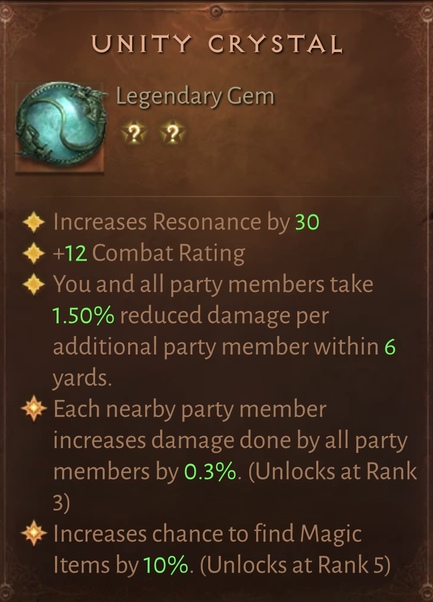 UNITY CRYSTAL
Legendary Gem
? ?
Increases Resonance by 30
+12 Combat Rating
You and all party members take
1.50% reduced damage per
additional party member within 6
yards.
Each nearby party member
increases damage done by all party
members by 0.3%. (Unlocks at Rank
3)
Increases chance to find Magic
Items by 10%. (Unlocks at Rank 5)